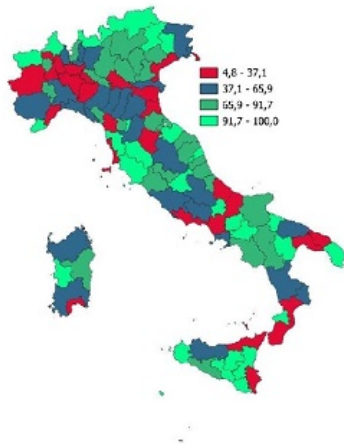 4,8 - 37,1
37,1 - 65,9
65,9 - 91,7
91,7 - 100,0